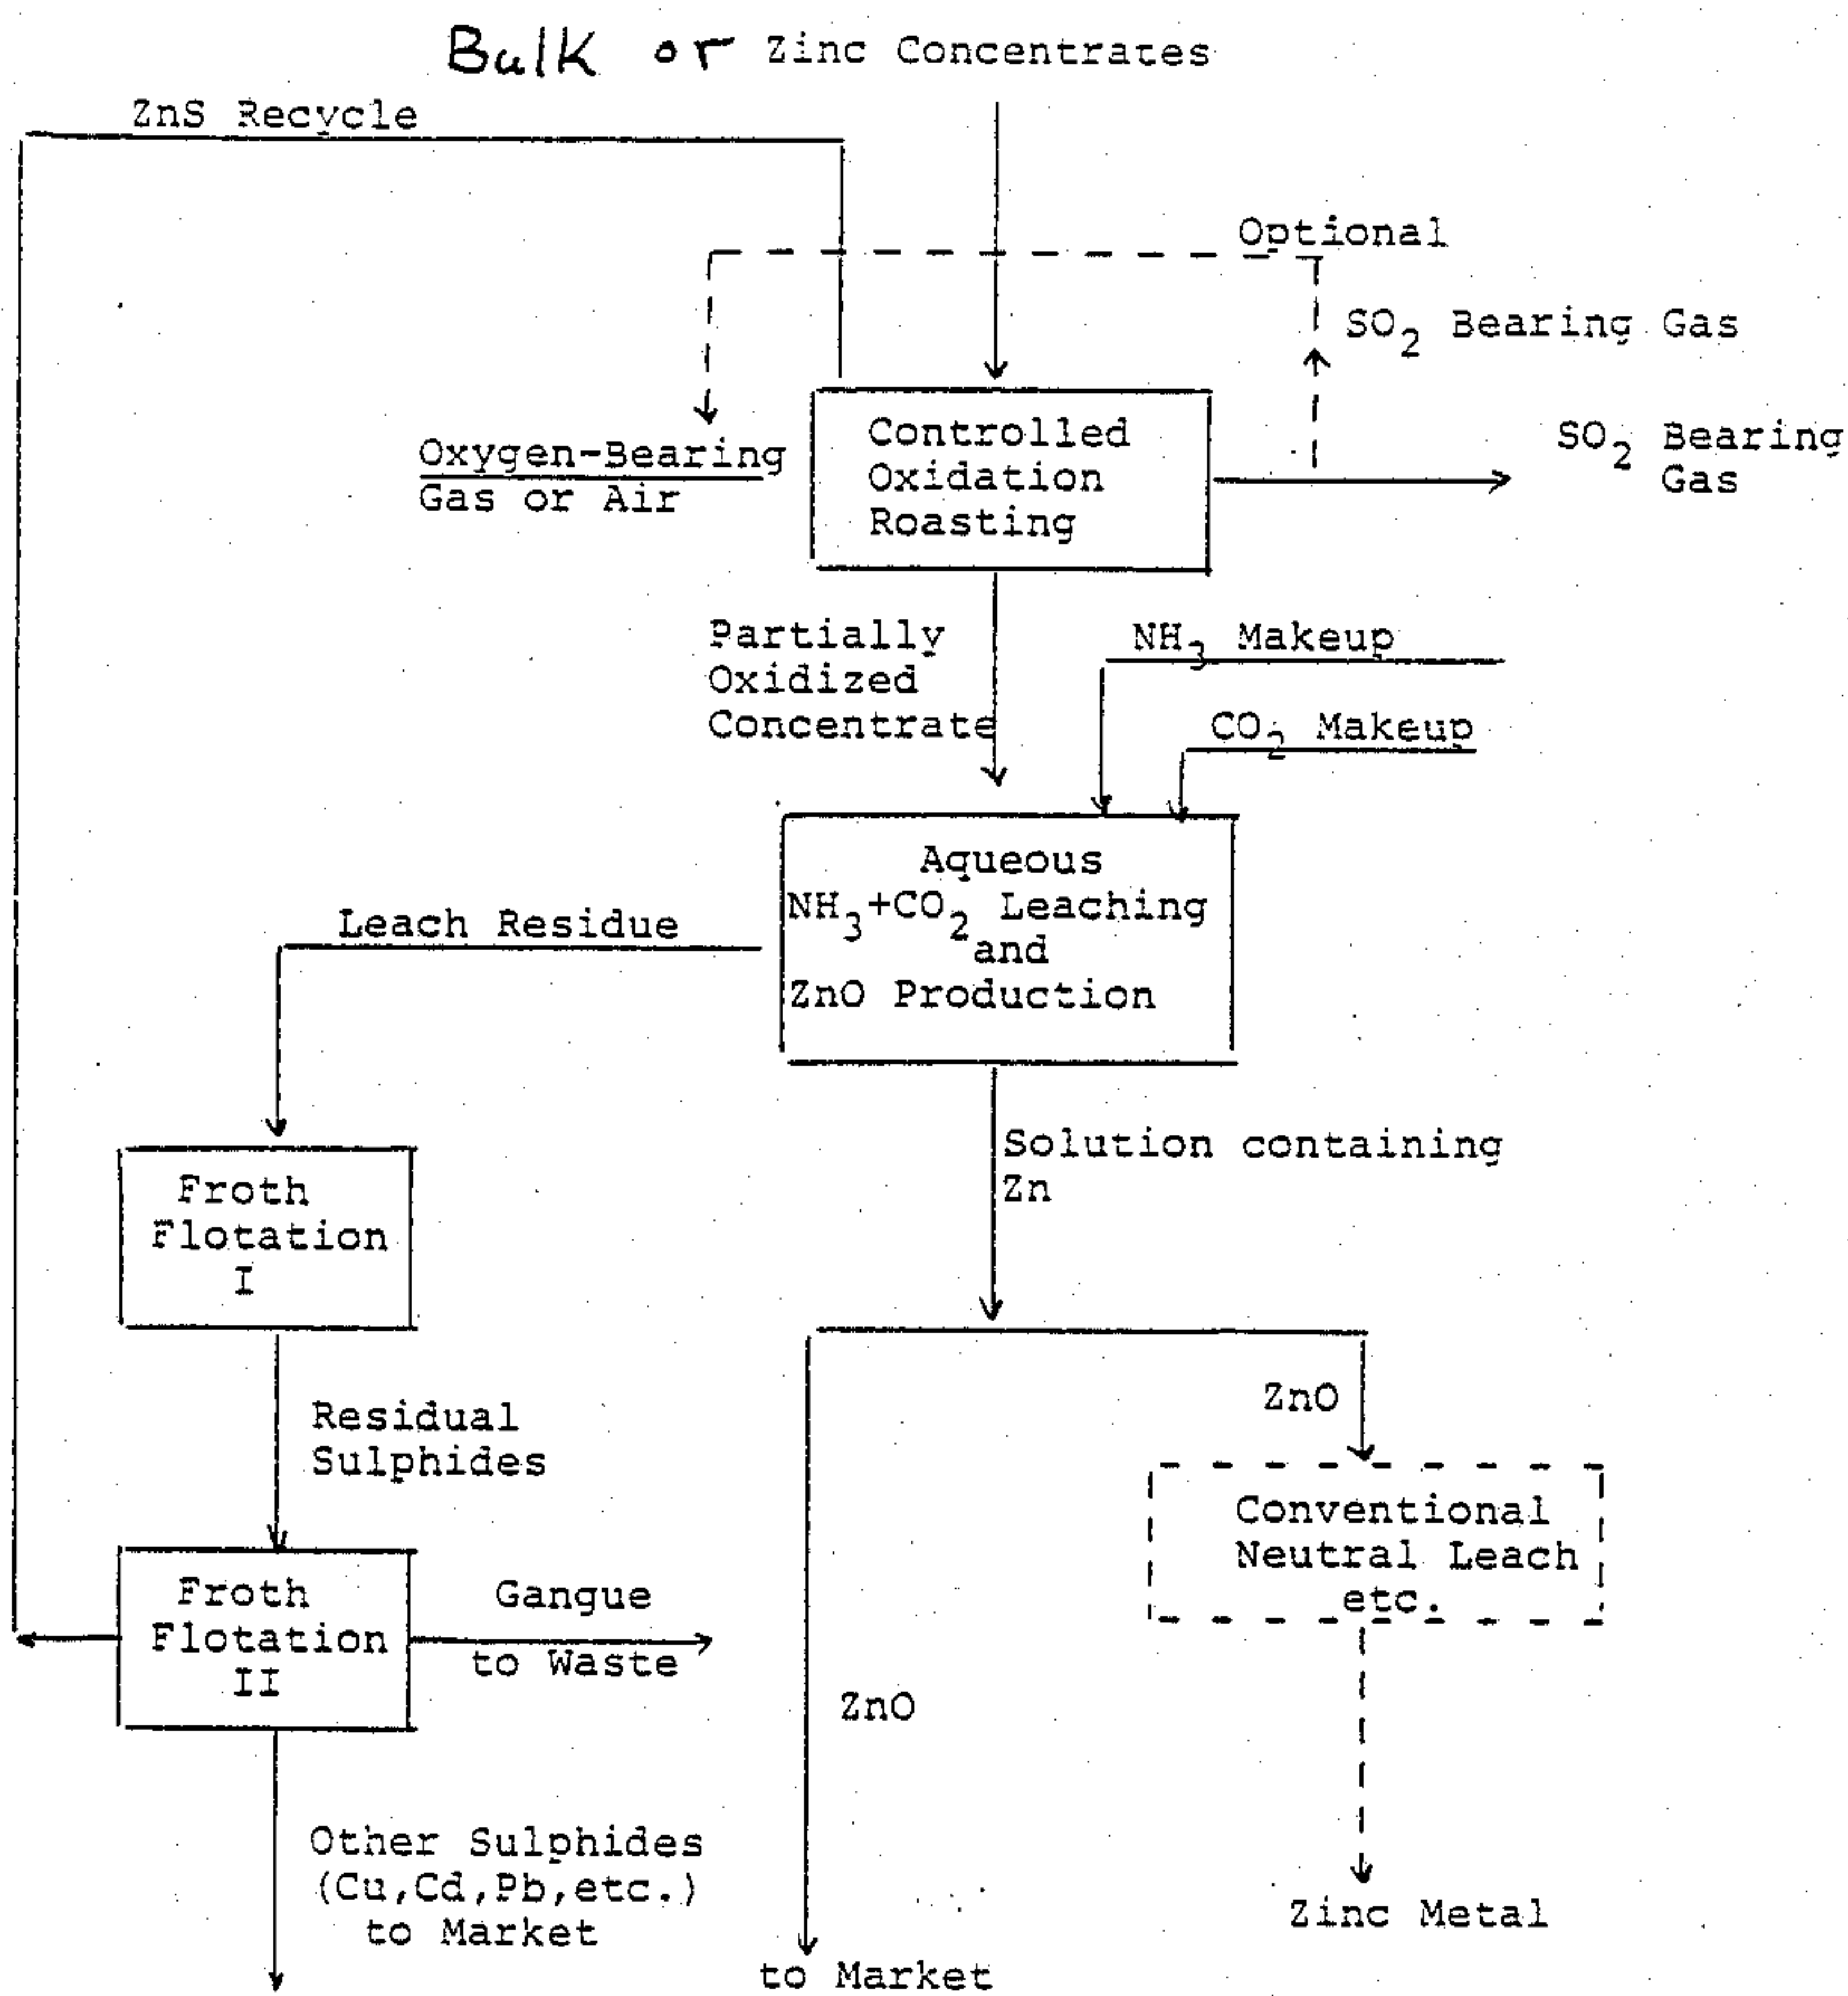 Bulk or Zinc Concentrates
ZnS Recycle
Optional
SO2 Bearing Gas
Oxygen-Bearing
Gas or Air
Controlled
Oxidation
Roasting
SO2 Bearing
Gas
Partially
Oxidized
Concentrate
NH3 Makeup
CO2 Makeup
Aqueous
NH3+CO2 Leaching
and
ZnO Production
Leach Residue
Froth
Flotation
I
Solution containing
Zn
Residual
Sulphides
ZnO
Conventional
Neutral Leach
etc.
Froth
Flotation
II
Gangue
to Waste
ZnO
Other Sulphides
(Cu,Cd,Pb,etc.)
to Market
Zinc Metal
to Market